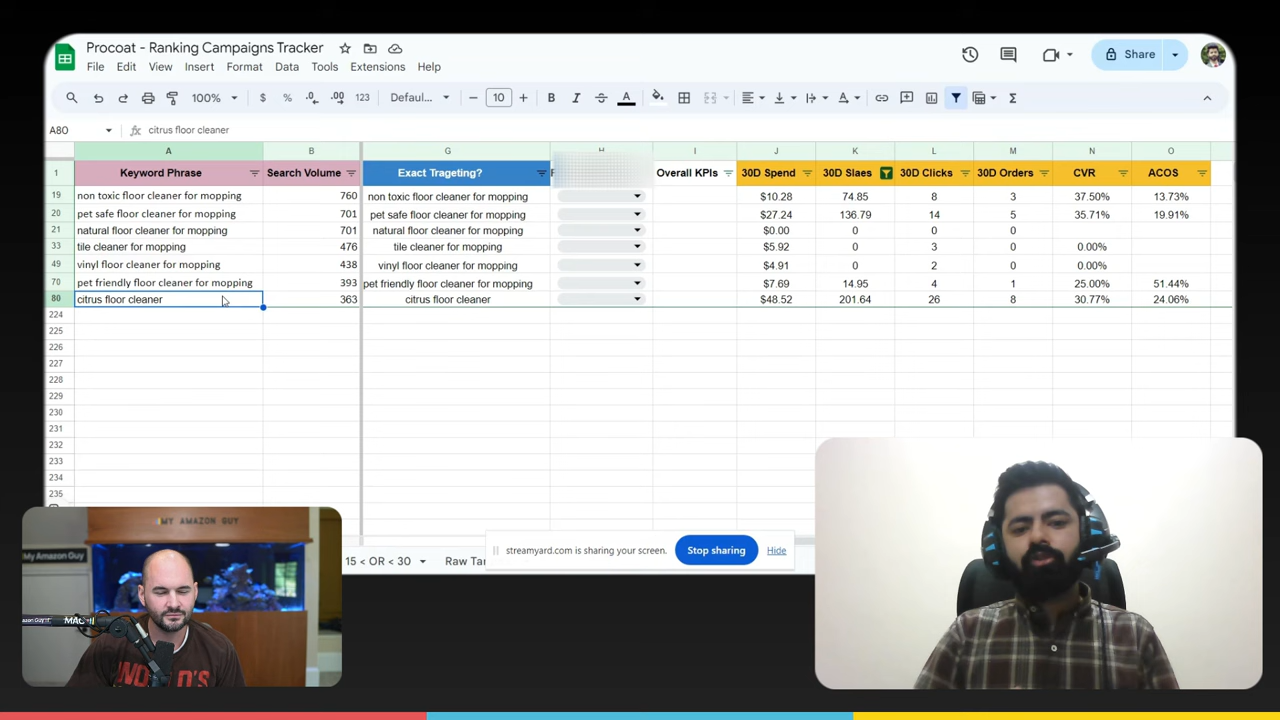 Procoat - Ranking Campaigns Tracker
File Edit View Insert Format Data Tools Extensions Help
Share
100% $ % .0 .00 123 Defaul... 10 B I A Σ
A80 fx citrus floor cleaner
A B G H I J K L M N O
1 Keyword Phrase Search Volume Exact Trageting? Overall KPIs 30D Spend 30D Slaes 30D Clicks 30D Orders CVR ACOS
19 non toxic floor cleaner for mopping 760 non toxic floor cleaner for mopping $10.28 74.85 8 3 37.50% 13.73%
20 pet safe floor cleaner for mopping 701 pet safe floor cleaner for mopping $27.24 136.79 14 5 35.71% 19.91%
21 natural floor cleaner for mopping 701 natural floor cleaner for mopping $0.00 0 0 0
33 tile cleaner for mopping 476 tile cleaner for mopping $5.92 0 3 0 0.00%
49 vinyl floor cleaner for mopping 438 vinyl floor cleaner for mopping $4.91 0 2 0 0.00%
70 pet friendly floor cleaner for mopping 393 pet friendly floor cleaner for mopping $7.69 14.95 4 1 25.00% 51.44%
80 citrus floor cleaner 363 citrus floor cleaner $48.52 201.64 26 8 30.77% 24.06%
224
225
226
227
228
229
230
231
232
233
234
235
15 < OR < 30 Raw Ta
streamyard.com is sharing your screen. Stop sharing Hide
MY AMAZON GUY
My Amazon Guy